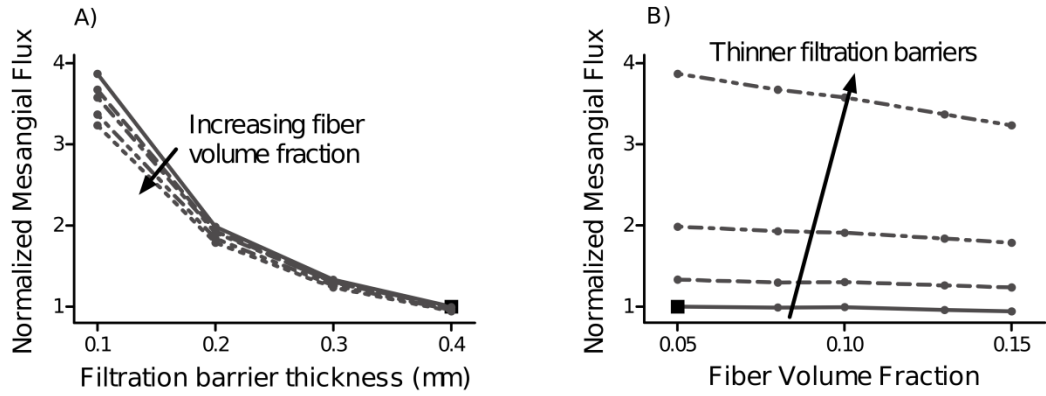 A)
Normalized Mesangial Flux
4
3
2
1
Increasing fiber
volume fraction
0.1 0.2 0.3 0.4
Filtration barrier thickness (mm)
B)
Normalized Mesangial Flux
4
3
2
1
Thinner filtration barriers
0.05 0.10 0.15
Fiber Volume Fraction